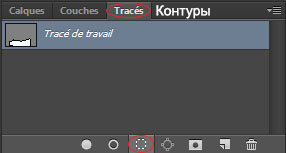 Calques Couches Tracés Контуры
Tracé de travail